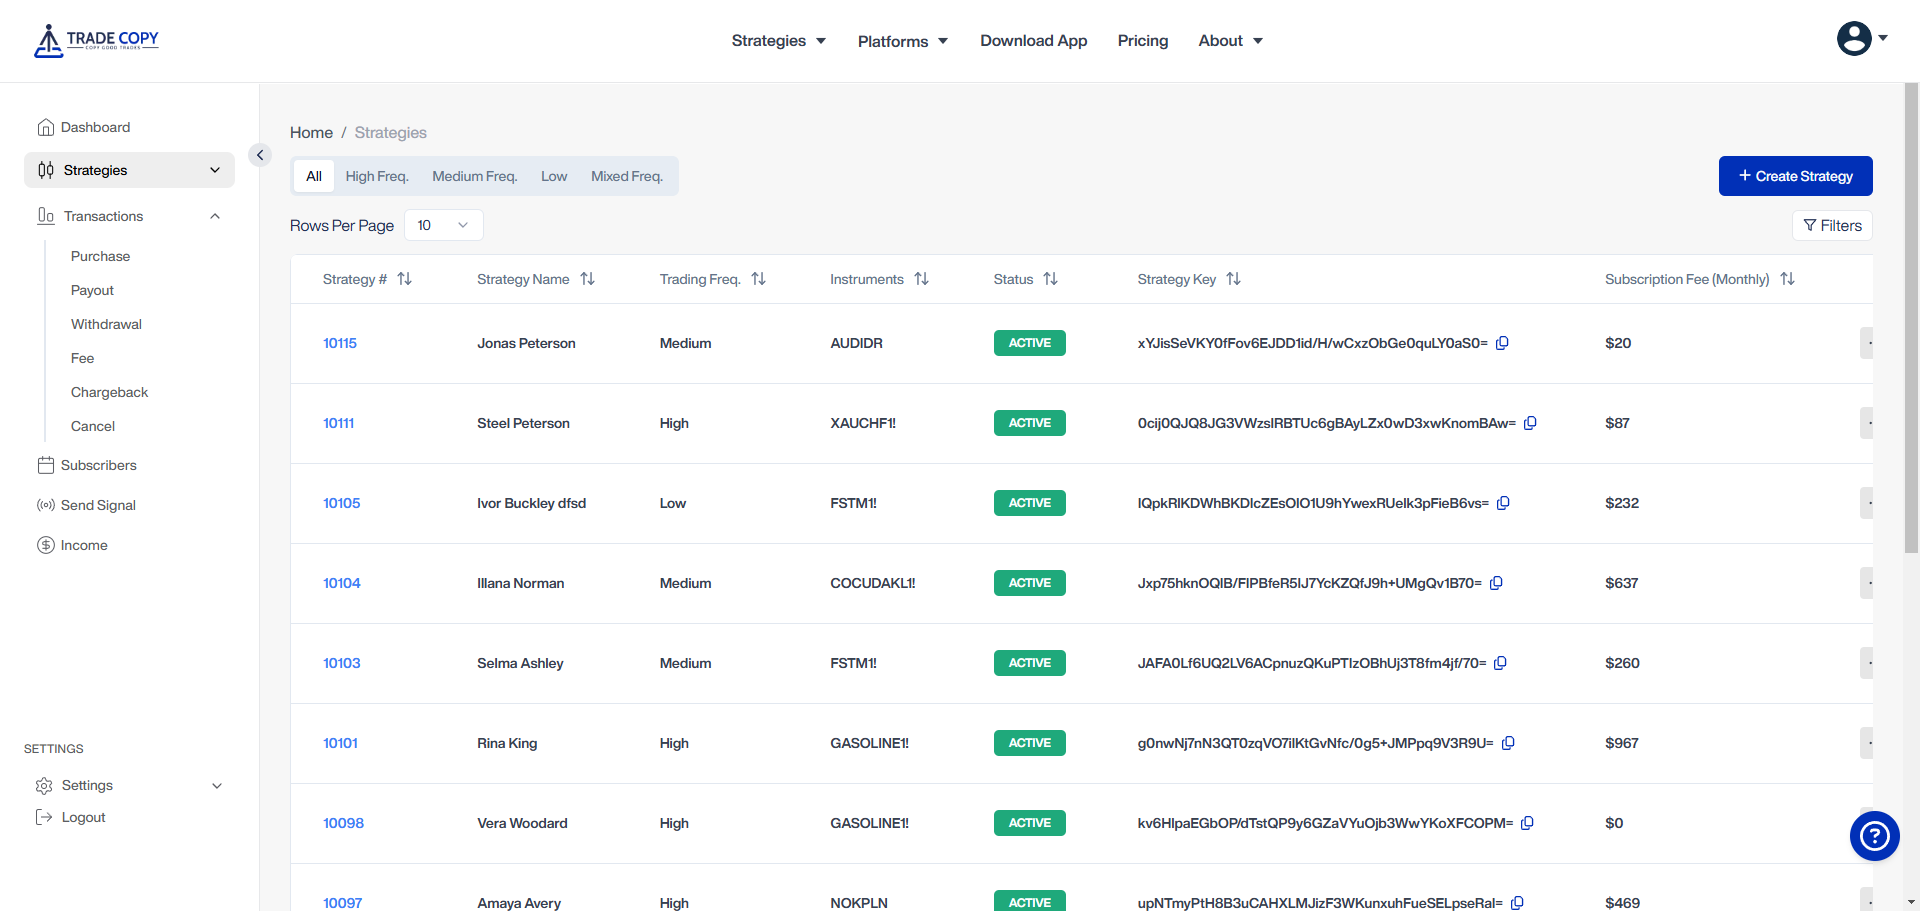 TRADE COPY
COPY GOOD TRADES
Strategies
Platforms
Download App
Pricing
About
Dashboard
Strategies
Transactions
Purchase
Payout
Withdrawal
Fee
Chargeback
Cancel
Subscribers
Send Signal
Income
SETTINGS
Settings
Logout
Home / Strategies
All High Freq. Medium Freq. Low Mixed Freq.
+ Create Strategy
Rows Per Page 10
Filters
Strategy # Strategy Name Trading Freq. Instruments Status Strategy Key Subscription Fee (Monthly)
10115 Jonas Peterson Medium AUDIDR ACTIVE xYJisSeVKY0fFov6EJDD1id/H/wCxzObGe0quLY0aS0= $20
10111 Steel Peterson High XAUCHF1! ACTIVE 0cij0QJQ8JG3VWzsIRBTUc6gBAyLZx0wD3xwKnomBAw= $87
10105 Ivor Buckley dfsd Low FSTM1! ACTIVE IQpkRlKDWhBKDIcZEsOIO1U9hYwexRUelk3pFieB6vs= $232
10104 Illana Norman Medium COCUDAKL1! ACTIVE Jxp75hknOQIB/FIPBfeR5IJ7YcKZQfJ9h+UMgQv1B70= $637
10103 Selma Ashley Medium FSTM1! ACTIVE JAFA0Lf6UQ2LV6ACpnuzQKuPTIzOBhUj3T8fm4jf/70= $260
10101 Rina King High GASOLINE1! ACTIVE g0nwNj7nN3QT0zqVO7ilKtGvNfc/0g5+JMPpq9V3R9U= $967
10098 Vera Woodard High GASOLINE1! ACTIVE kv6HlpaEGbOP/dTstQP9y6GZaVYuOjb3WwYKoXFCOPM= $0
10097 Amaya Avery High NOKPLN ACTIVE upNTmyPtH8B3uCAHXLMJizF3WKunxuhFueSELpseRaI= $469